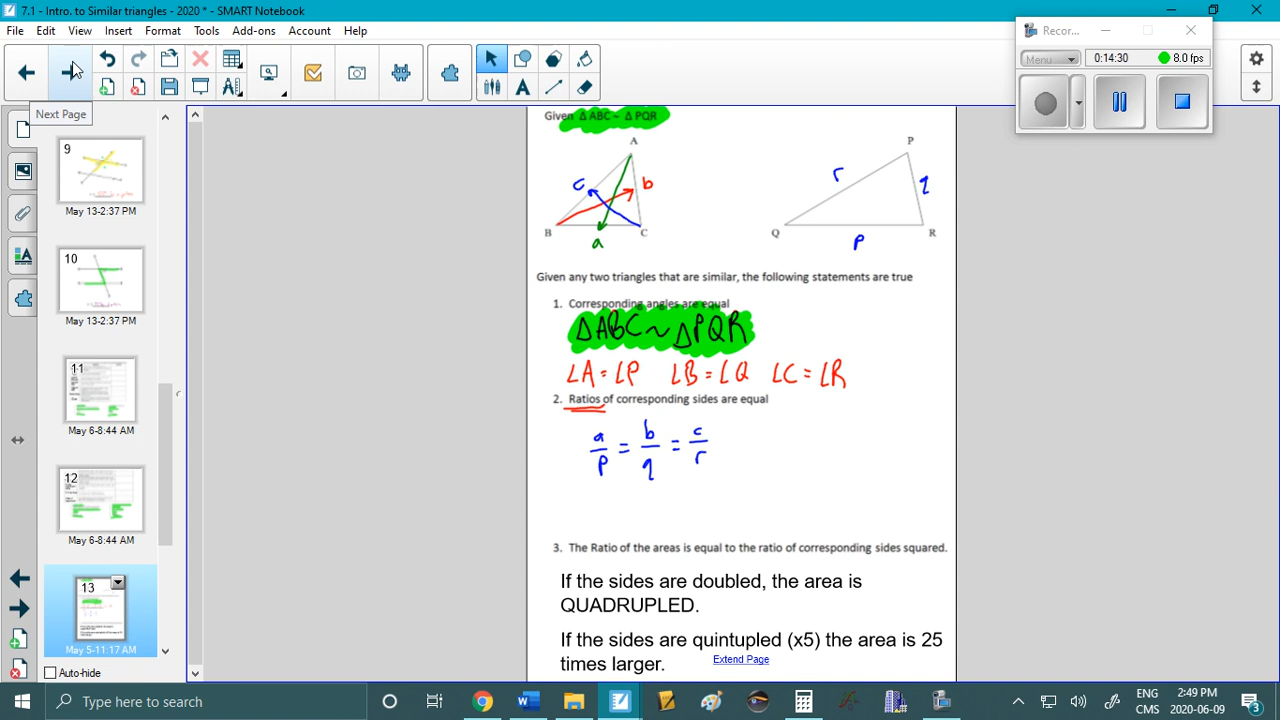 7.1 - Intro. to Similar triangles - 2020 * - SMART Notebook
File Edit View Insert Format Tools Add-ons Account Help
Recor...
Menu
0:14:30
8.0 fps
Next Page
9
May 13-2:37 PM
10
May 13-2:37 PM
11
May 6-8:44 AM
12
May 6-8:44 AM
13
May 5-11:17 AM
Auto-hide
Given Δ ABC ~ Δ PQR
A
B
C
c
b
a
P
Q
R
r
q
p
Given any two triangles that are similar, the following statements are true
1. Corresponding angles are equal
ΔABC ~ ΔPQR
∠A = ∠P ∠B = ∠Q ∠C = ∠R
2. Ratios of corresponding sides are equal
a/p = b/q = c/r
3. The Ratio of the areas is equal to the ratio of corresponding sides squared.
If the sides are doubled, the area is
QUADRUPLED.
If the sides are quintupled (x5) the area is 25
times larger.
Extend Page
Type here to search
ENG
CMS
2:49 PM
2020-06-09
3